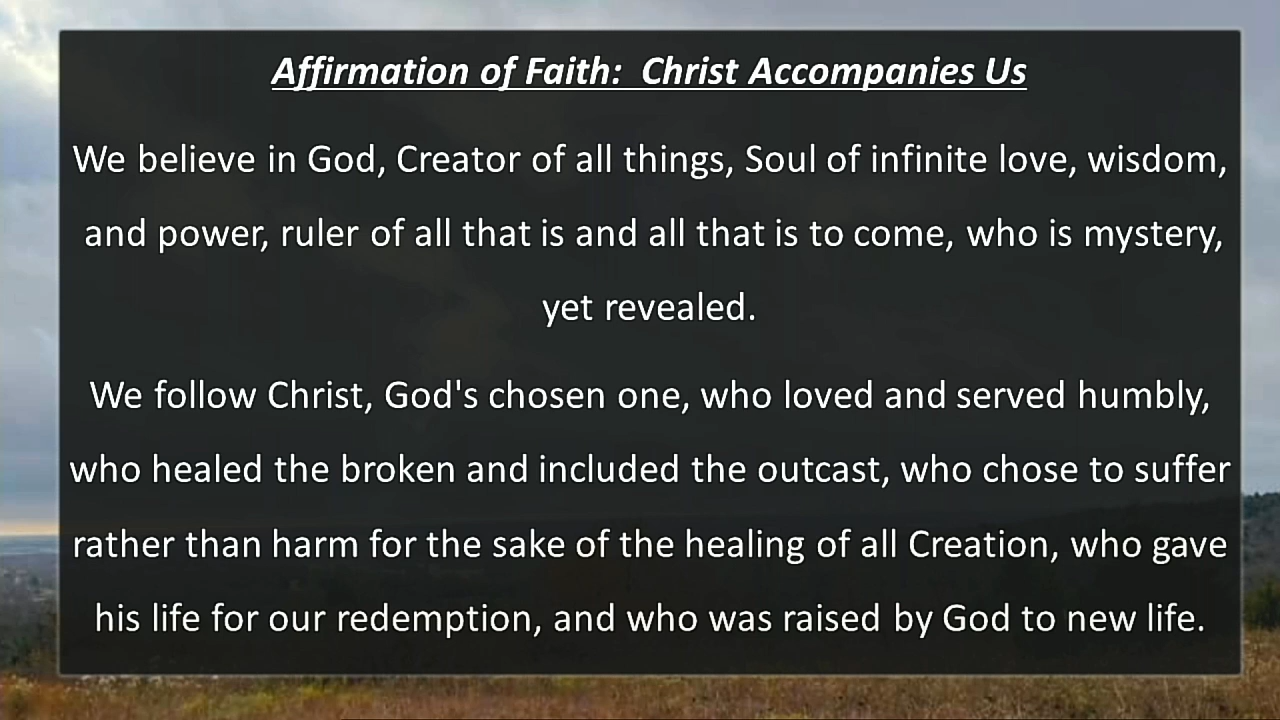 Affirmation of Faith:  Christ Accompanies Us
We believe in God, Creator of all things, Soul of infinite love, wisdom,
and power, ruler of all that is and all that is to come, who is mystery,
yet revealed.
We follow Christ, God's chosen one, who loved and served humbly,
who healed the broken and included the outcast, who chose to suffer
rather than harm for the sake of the healing of all Creation, who gave
his life for our redemption, and who was raised by God to new life.